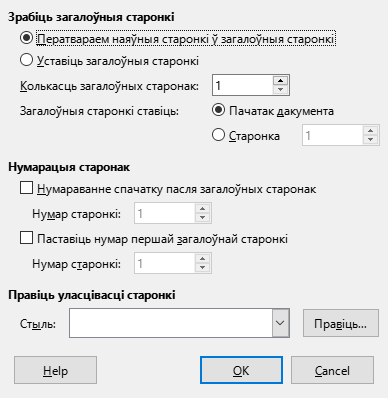 Зрабіць загалоўныя старонкі
Ператвараем наяўныя старонкі ў загалоўныя старонкі
Уставіць загалоўныя старонкі
Колькасць загалоўных старонак: 1
Загалоўныя старонкі ставіць: Пачатак дакумента
Старонка 1
Нумарацыя старонак
Нумараванне спачатку пасля загалоўных старонак
Нумар старонкі: 1
Паставіць нумар першай загалоўнай старонкі
Нумар старонкі: 1
Правіць уласцівасці старонкі
Стыль: Правіць...
Help OK Cancel